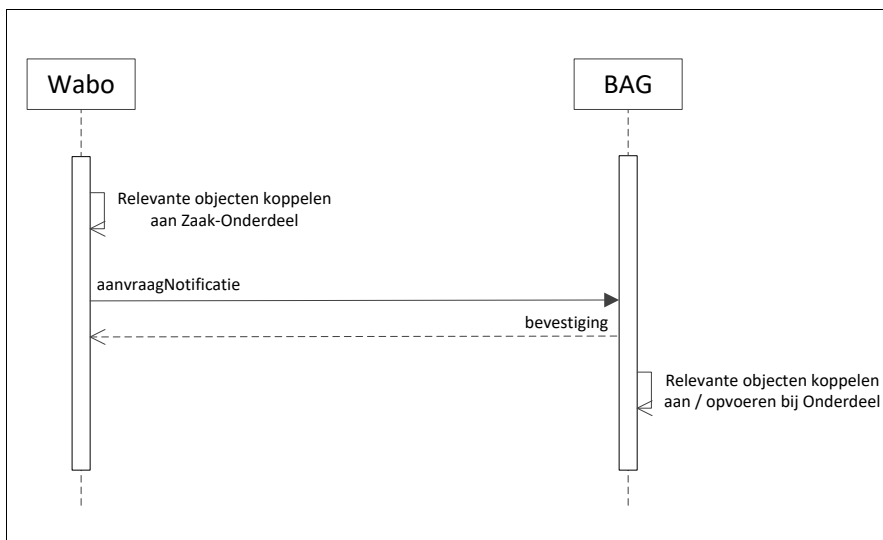 Wabo
BAG
Relevante objecten koppelen
aan Zaak-Onderdeel
aanvraagNotificatie
bevestiging
Relevante objecten koppelen
aan / opvoeren bij Onderdeel